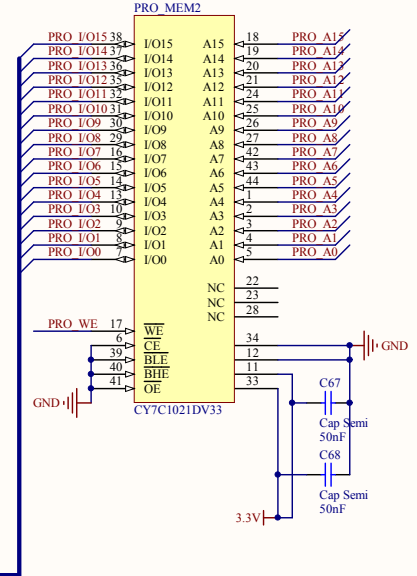 PRO_MEM2
PRO_I/O15 38 I/O15 A15 18 PRO_A15
PRO_I/O14 37 I/O14 A14 19 PRO_A14
PRO_I/O13 36 I/O13 A13 20 PRO_A13
PRO_I/O12 35 I/O12 A12 21 PRO_A12
PRO_I/O11 32 I/O11 A11 24 PRO_A11
PRO_I/O10 31 I/O10 A10 25 PRO_A10
PRO_I/O9 30 I/O9 A9 26 PRO_A9
PRO_I/O8 29 I/O8 A8 27 PRO_A8
PRO_I/O7 16 I/O7 A7 42 PRO_A7
PRO_I/O6 15 I/O6 A6 43 PRO_A6
PRO_I/O5 14 I/O5 A5 44 PRO_A5
PRO_I/O4 13 I/O4 A4 1 PRO_A4
PRO_I/O3 10 I/O3 A3 2 PRO_A3
PRO_I/O2 9 I/O2 A2 3 PRO_A2
PRO_I/O1 8 I/O1 A1 4 PRO_A1
PRO_I/O0 7 I/O0 A0 5 PRO_A0
NC 22
NC 23
NC 28
PRO_WE 17 WE
6 CE 34 GND
39 BLE 12
40 BHE 11
41 OE 33
GND
CY7C1021DV33
C67
Cap Semi
50nF
C68
Cap Semi
50nF
3.3V